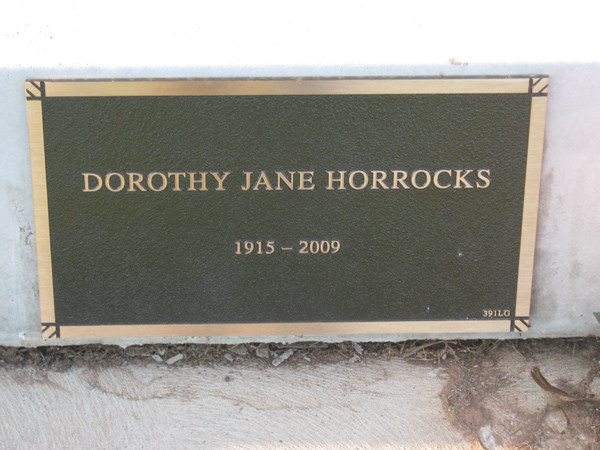 DOROTHY JANE HORROCKS
1915 – 2009
391LG